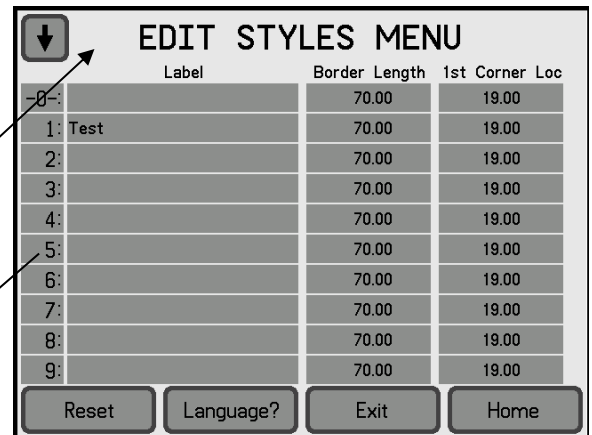 EDIT STYLES MENU
Label Border Length 1st Corner Loc
-0-: 70.00 19.00
1: Test 70.00 19.00
2: 70.00 19.00
3: 70.00 19.00
4: 70.00 19.00
5: 70.00 19.00
6: 70.00 19.00
7: 70.00 19.00
8: 70.00 19.00
9: 70.00 19.00
Reset Language? Exit Home